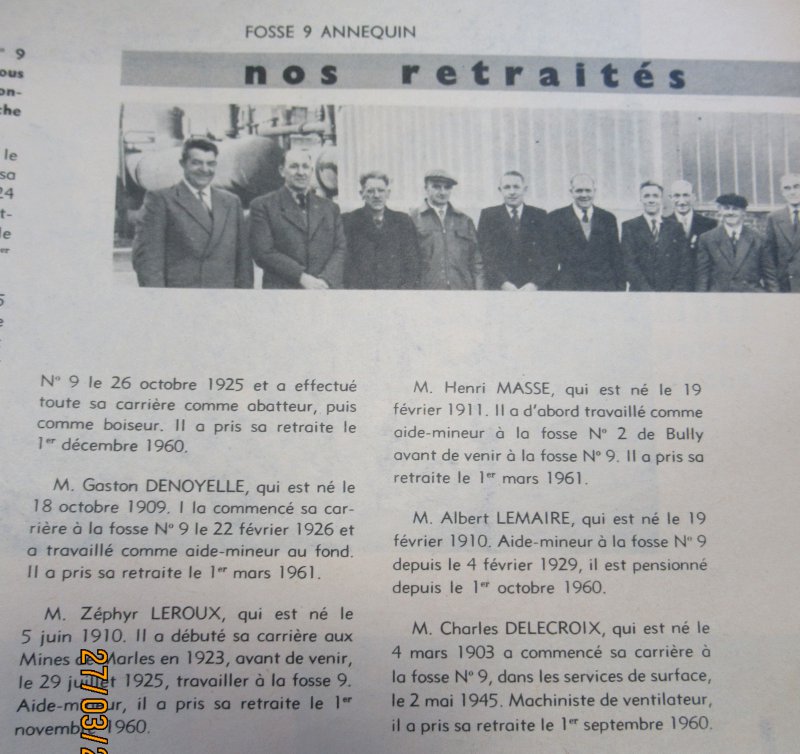 FOSSE 9 ANNEQUIN
nos retraités
N° 9 le 26 octobre 1925 et a effectué
toute sa carrière comme abatteur, puis
comme boiseur. Il a pris sa retraite le
1er décembre 1960.
M. Gaston DENOYELLE, qui est né le
18 octobre 1909. I la commencé sa car-
rière à la fosse N° 9 le 22 février 1926 et
a travaillé comme aide-mineur au fond.
Il a pris sa retraite le 1er mars 1961.
M. Zéphyr LEROUX, qui est né le
5 juin 1910. Il a débuté sa carrière aux
Mines de Marles en 1923, avant de venir,
le 29 juillet 1925, travailler à la fosse 9.
Aide-mineur, il a pris sa retraite le 1er
novembre 1960.
M. Henri MASSE, qui est né le 19
février 1911. Il a d'abord travaillé comme
aide-mineur à la fosse N° 2 de Bully
avant de venir à la fosse N° 9. Il a pris sa
retraite le 1er mars 1961.
M. Albert LEMAIRE, qui est né le 19
février 1910. Aide-mineur à la fosse N° 9
depuis le 4 février 1929, il est pensionné
depuis le 1er octobre 1960.
M. Charles DELECROIX, qui est né le
4 mars 1903 a commencé sa carrière à
la fosse N° 9, dans les services de surface,
le 2 mai 1945. Machiniste de ventilateur,
il a pris sa retraite le 1er septembre 1960.
27/03/